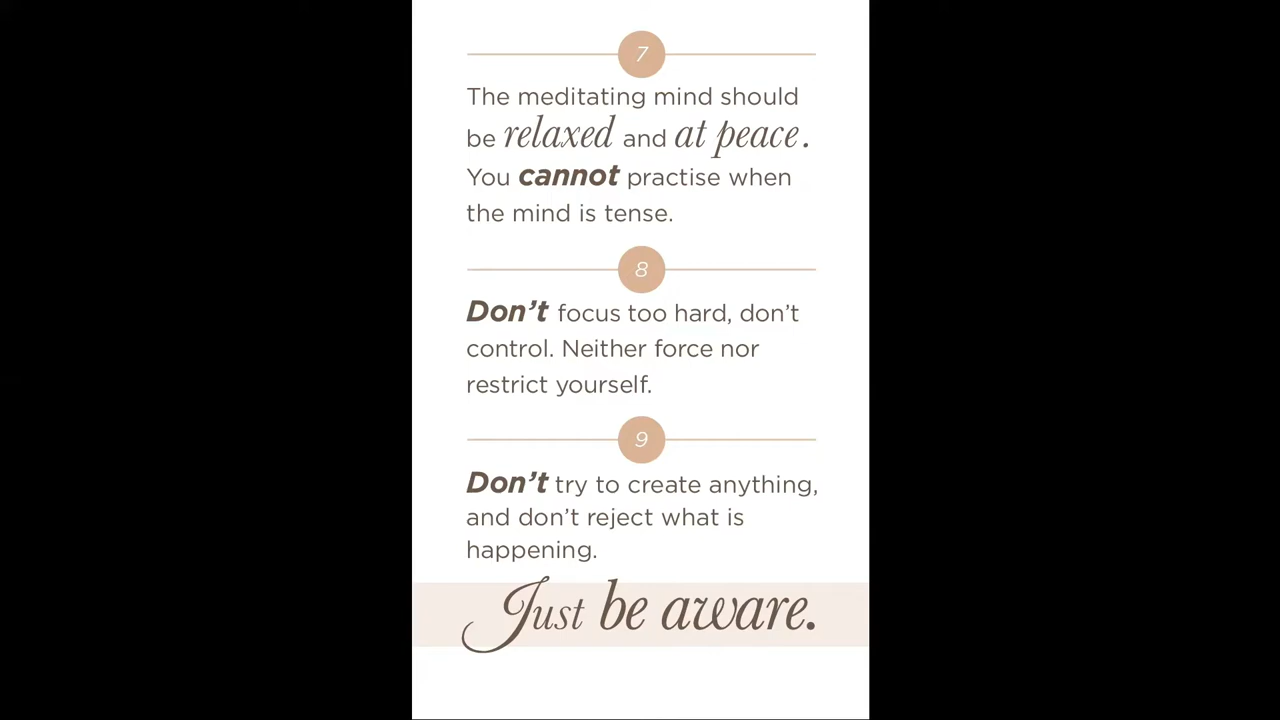 7
The meditating mind should
be relaxed and at peace.
You cannot practise when
the mind is tense.
8
Don’t focus too hard, don’t
control. Neither force nor
restrict yourself.
9
Don’t try to create anything,
and don’t reject what is
happening.
Just be aware.